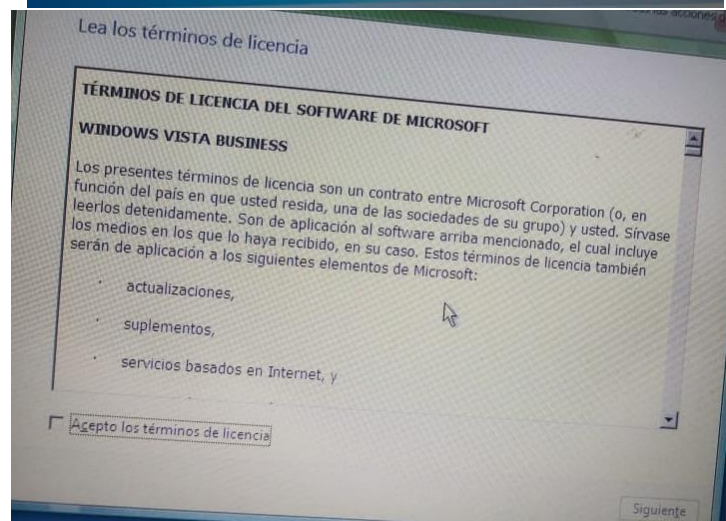 acciones
Lea los términos de licencia
TÉRMINOS DE LICENCIA DEL SOFTWARE DE MICROSOFT
WINDOWS VISTA BUSINESS
Los presentes términos de licencia son un contrato entre Microsoft Corporation (o, en
función del país en que usted resida, una de las sociedades de su grupo) y usted. Sírvase
leerlos detenidamente. Son de aplicación al software arriba mencionado, el cual incluye
los medios en los que lo haya recibido, en su caso. Estos términos de licencia también
serán de aplicación a los siguientes elementos de Microsoft:
· actualizaciones,
· suplementos,
· servicios basados en Internet, y
Acepto los términos de licencia
Siguiente